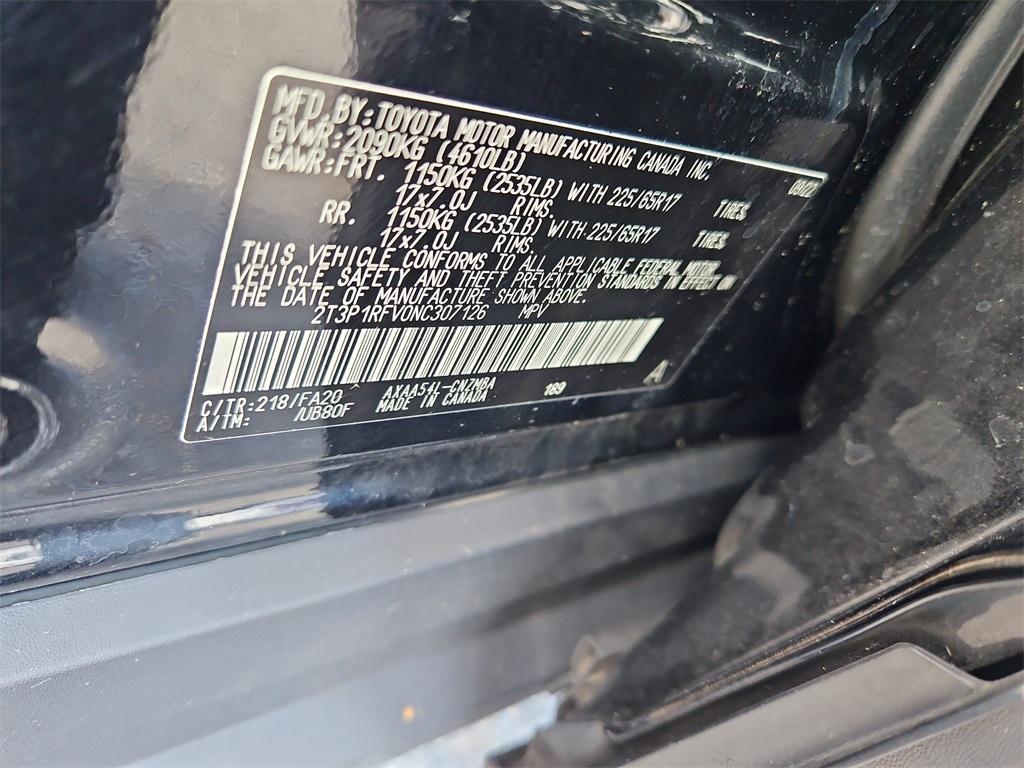 MFD. BY: TOYOTA MOTOR MANUFACTURING CANADA INC.
GVWR: 2090KG (4610LB) 09/22
GAWR: FRT. 1150KG (2535LB) WITH 225/65R17 TIRES,
17x7.0J RIMS.
RR. 1150KG (2535LB) WITH 225/65R17 TIRES,
17x7.0J RIMS
THIS VEHICLE CONFORMS TO ALL APPLICABLE FEDERAL MOTOR
VEHICLE SAFETY AND THEFT PREVENTION STANDARDS IN EFFECT ON
THE DATE OF MANUFACTURE SHOWN ABOVE.
2T3P1RFV0NC307126 MPV
C/TR: 218/FA20 AXAA54L-CNZMBA 169 A
A/TM: /UB80F MADE IN CANADA